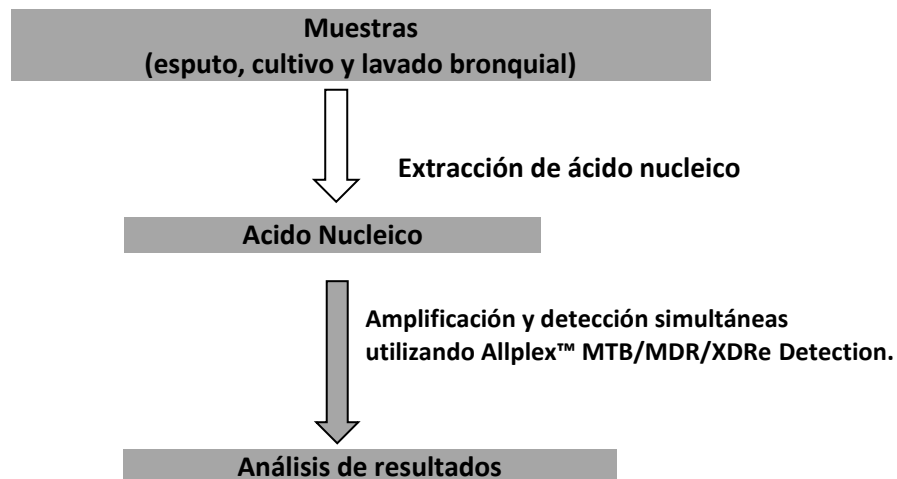 Muestras
(esputo, cultivo y lavado bronquial)
Extracción de ácido nucleico
Acido Nucleico
Amplificación y detección simultáneas
utilizando Allplex™ MTB/MDR/XDRe Detection.
Análisis de resultados